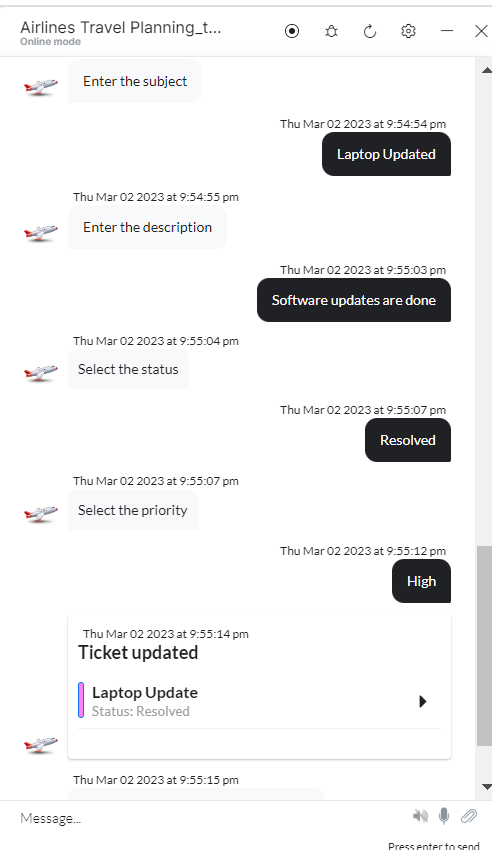 Airlines Travel Planning_t...
Online mode
Enter the subject
Thu Mar 02 2023 at 9:54:54 pm
Laptop Updated
Thu Mar 02 2023 at 9:54:55 pm
Enter the description
Thu Mar 02 2023 at 9:55:03 pm
Software updates are done
Thu Mar 02 2023 at 9:55:04 pm
Select the status
Thu Mar 02 2023 at 9:55:07 pm
Resolved
Thu Mar 02 2023 at 9:55:07 pm
Select the priority
Thu Mar 02 2023 at 9:55:12 pm
High
Thu Mar 02 2023 at 9:55:14 pm
Ticket updated
Laptop Update
Status: Resolved
Thu Mar 02 2023 at 9:55:15 pm
Message...
Press enter to send